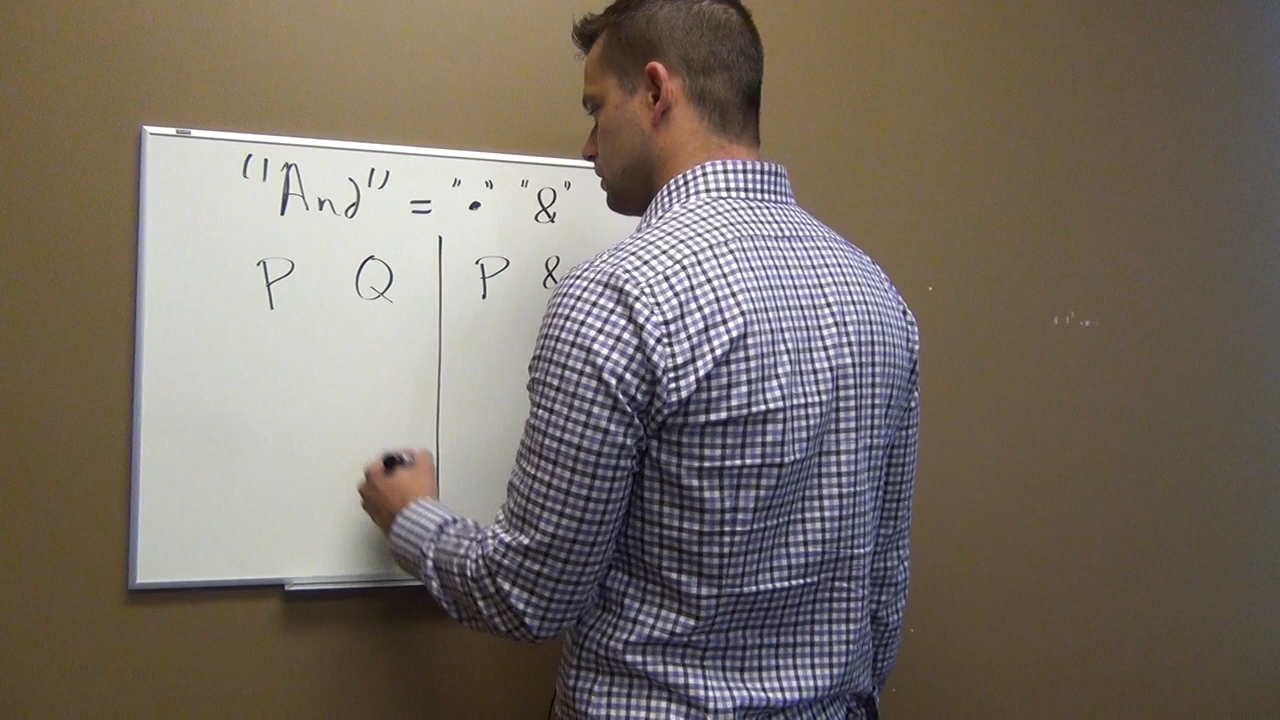 "And" = "•" "&"
P Q | P &